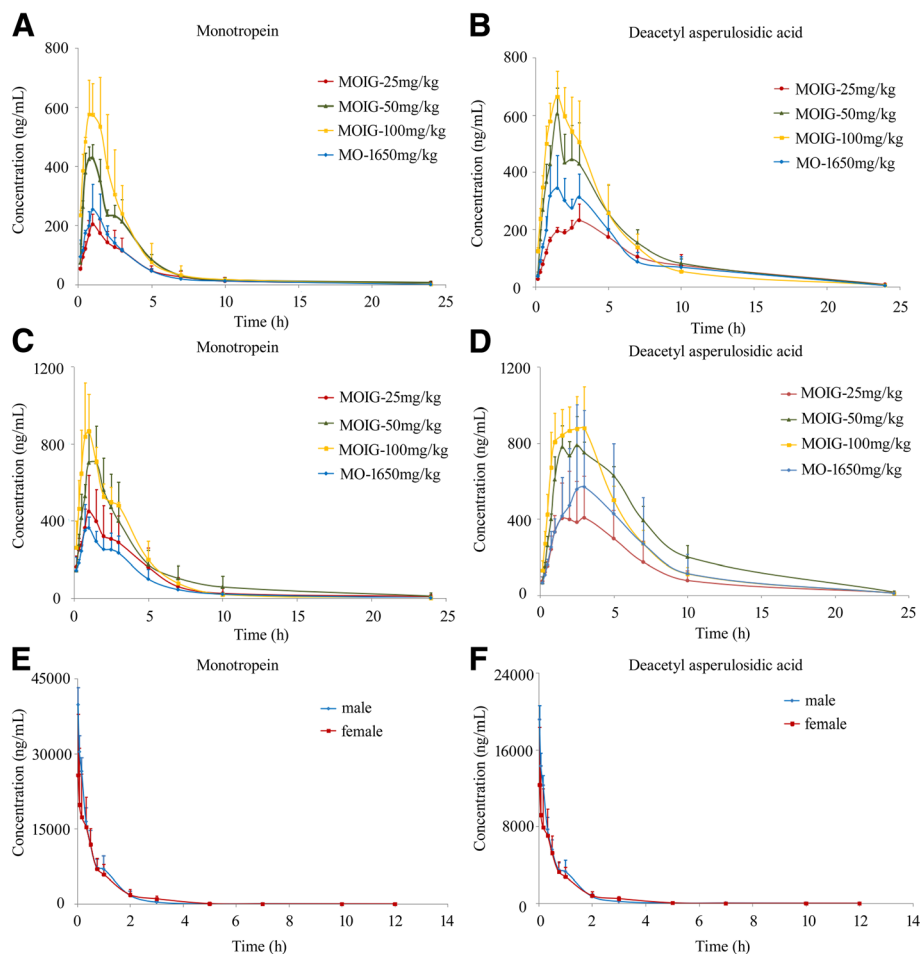 A
Monotropein
Concentration (ng/mL)
800
600
400
200
0
0 5 10 15 20 25
Time (h)
MOIG-25mg/kg
MOIG-50mg/kg
MOIG-100mg/kg
MO-1650mg/kg
B
Deacetyl asperulosidic acid
Concentration (ng/mL)
800
600
400
200
0
0 5 10 15 20 25
Time (h)
MOIG-25mg/kg
MOIG-50mg/kg
MOIG-100mg/kg
MO-1650mg/kg
C
Monotropein
Concentration (ng/mL)
1200
800
400
0
0 5 10 15 20 25
Time (h)
MOIG-25mg/kg
MOIG-50mg/kg
MOIG-100mg/kg
MO-1650mg/kg
D
Deacetyl asperulosidic acid
Concentration (ng/mL)
1200
800
400
0
0 5 10 15 20 25
Time (h)
MOIG-25mg/kg
MOIG-50mg/kg
MOIG-100mg/kg
MO-1650mg/kg
E
Monotropein
Concentration (ng/mL)
45000
30000
15000
0
0 2 4 6 8 10 12 14
Time (h)
male
female
F
Deacetyl asperulosidic acid
Concentration (ng/mL)
24000
16000
8000
0
0 2 4 6 8 10 12 14
Time (h)
male
female